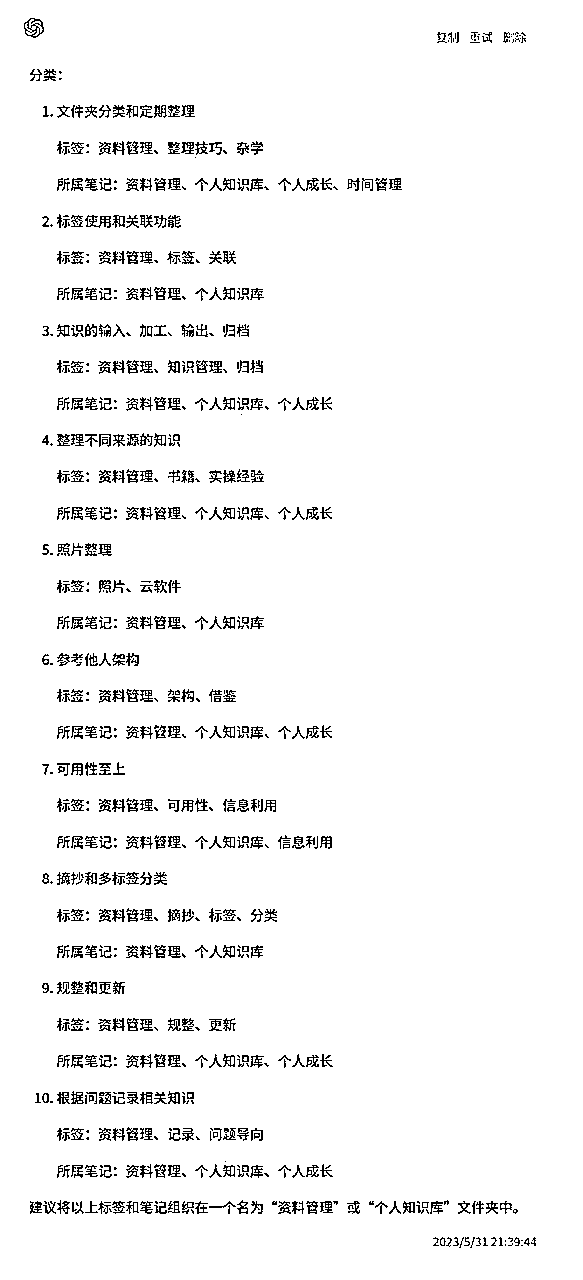 复制 重试 删除
分类：
1. 文件夹分类和定期整理
标签：资料管理、整理技巧、杂学
所属笔记：资料管理、个人知识库、个人成长、时间管理
2. 标签使用和关联功能
标签：资料管理、标签、关联
所属笔记：资料管理、个人知识库
3. 知识的输入、加工、输出、归档
标签：资料管理、知识管理、归档
所属笔记：资料管理、个人知识库、个人成长
4. 整理不同来源的知识
标签：资料管理、书籍、实操经验
所属笔记：资料管理、个人知识库、个人成长
5. 照片整理
标签：照片、云软件
所属笔记：资料管理、个人知识库
6. 参考他人架构
标签：资料管理、架构、借鉴
所属笔记：资料管理、个人知识库、个人成长
7. 可用性至上
标签：资料管理、可用性、信息利用
所属笔记：资料管理、个人知识库、信息利用
8. 摘抄和多标签分类
标签：资料管理、摘抄、标签、分类
所属笔记：资料管理、个人知识库
9. 规整和更新
标签：资料管理、规整、更新
所属笔记：资料管理、个人知识库、个人成长
10. 根据问题记录相关知识
标签：资料管理、记录、问题导向
所属笔记：资料管理、个人知识库、个人成长
建议将以上标签和笔记组织在一个名为“资料管理”或“个人知识库”文件夹中。
2023/5/31 21:39:44